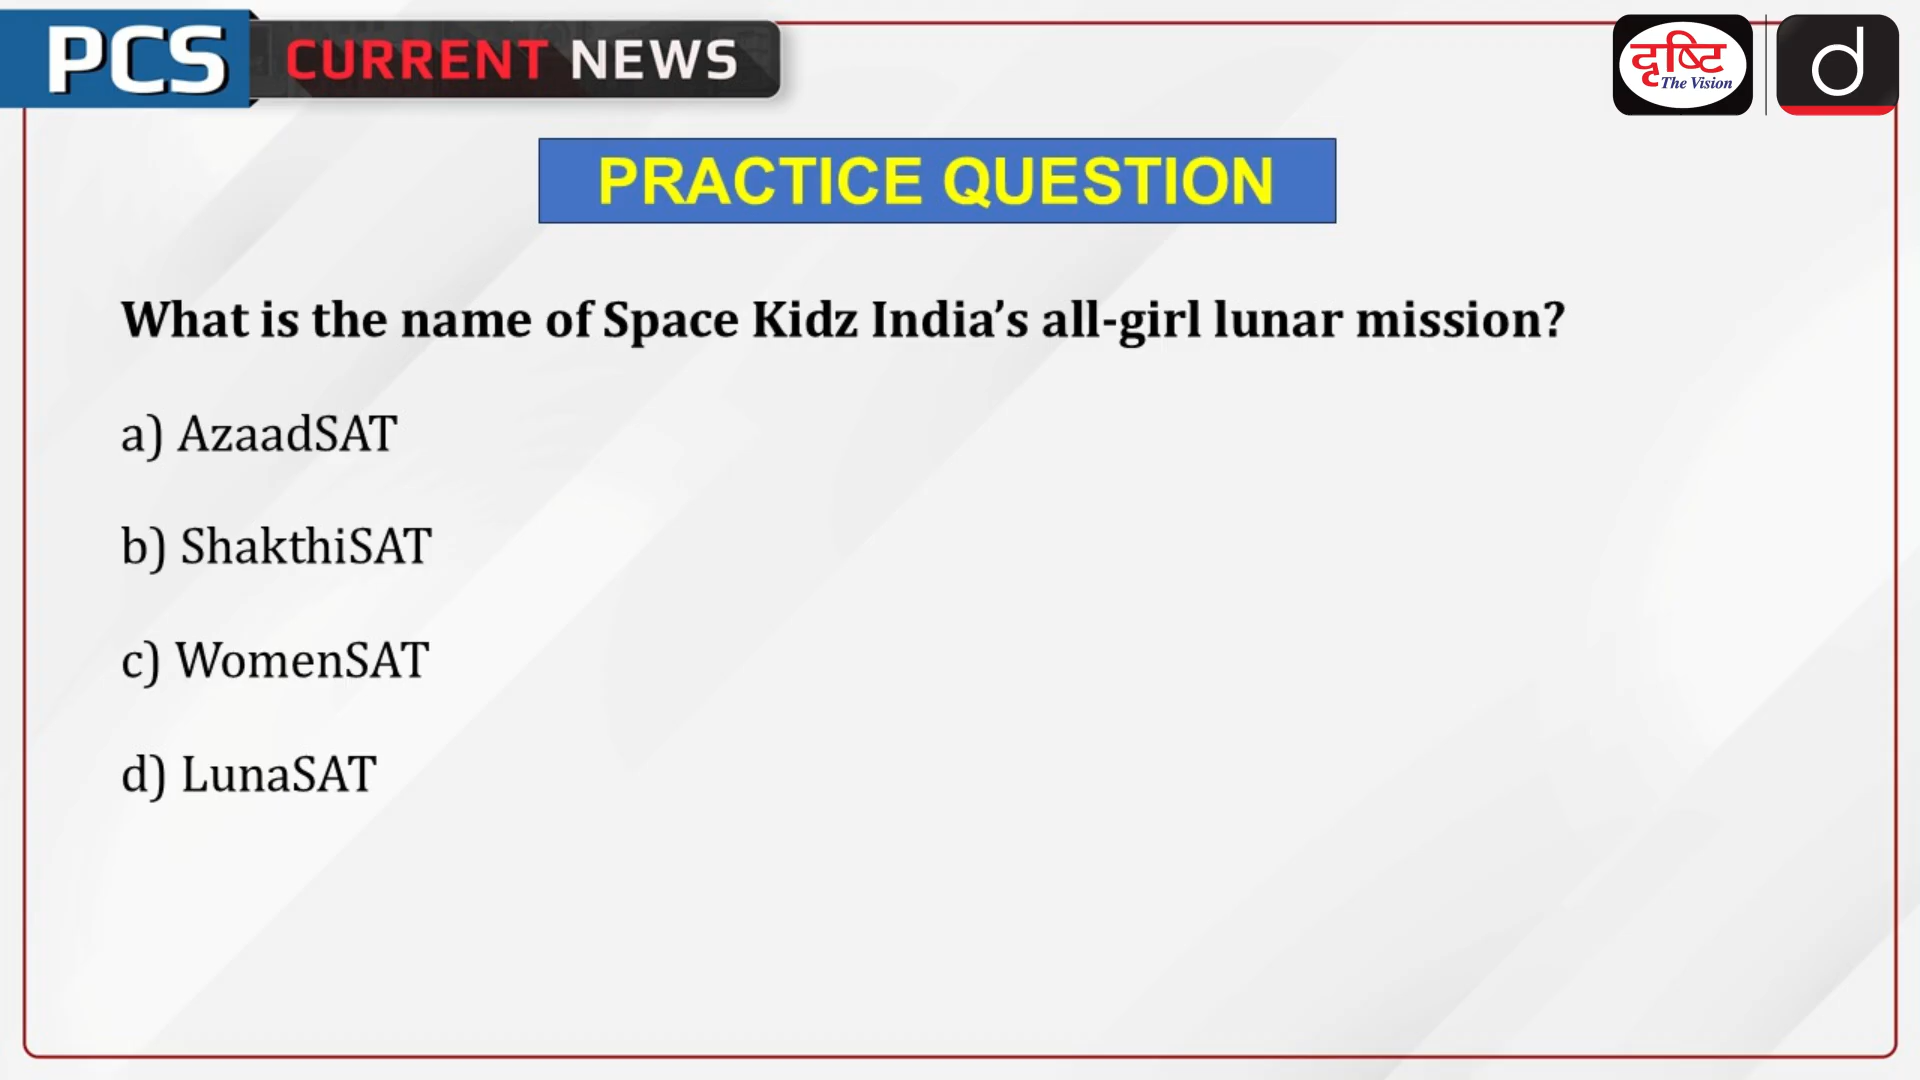 PCS CURRENT NEWS
दृष्टि
The Vision
d
PRACTICE QUESTION
What is the name of Space Kidz India’s all-girl lunar mission?
a) AzaadSAT
b) ShakthiSAT
c) WomenSAT
d) LunaSAT